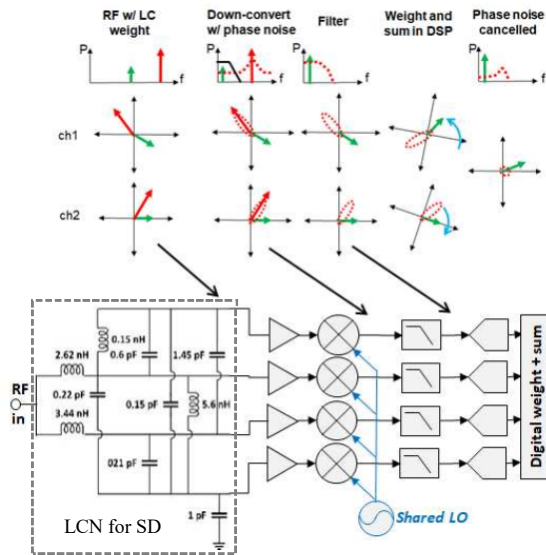 RF w/ LC
weight
Down-convert
w/ phase noise
Filter
Weight and
sum in DSP
Phase noise
cancelled
P
f
P
f
P
f
P
f
ch1
ch2
0.15 nH
2.62 nH
0.6 pF
1.45 pF
RF
in
0.22 pF
0.15 pF
5.6nH
3.44 nH
021 pF
1 pF
LCN for SD
Shared LO
Digital weight + sum